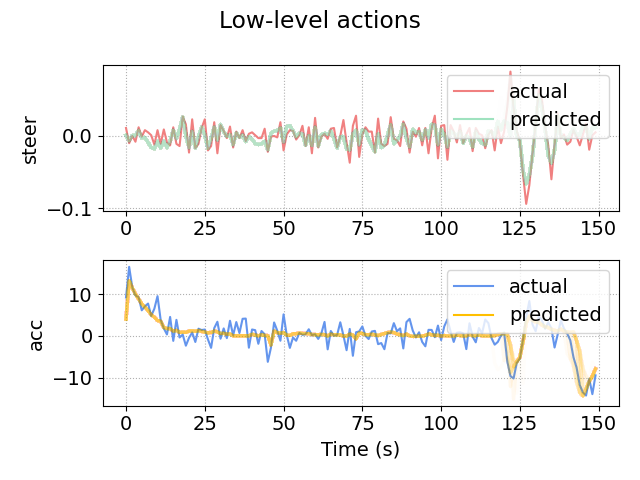 Low-level actions
steer
0.0
−0.1
actual
predicted
0 25 50 75 100 125 150
acc
10
0
−10
actual
predicted
0 25 50 75 100 125 150
Time (s)